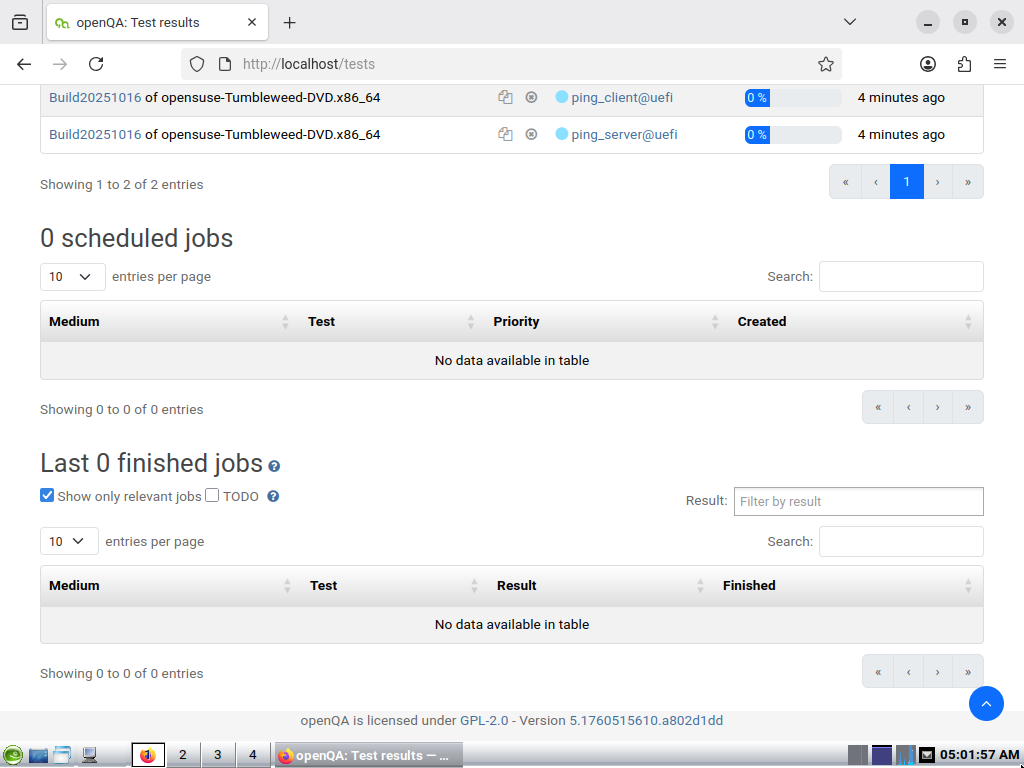 openQA: Test results
http://localhost/tests
Build20251016 of opensuse-Tumbleweed-DVD.x86_64 ping_client@uefi 0 % 4 minutes ago
Build20251016 of opensuse-Tumbleweed-DVD.x86_64 ping_server@uefi 0 % 4 minutes ago
Showing 1 to 2 of 2 entries « ‹ 1 › »
0 scheduled jobs
10 entries per page Search:
Medium Test Priority Created
No data available in table
Showing 0 to 0 of 0 entries « ‹ › »
Last 0 finished jobs ?
Show only relevant jobs TODO ? Result: Filter by result
10 entries per page Search:
Medium Test Result Finished
No data available in table
Showing 0 to 0 of 0 entries « ‹ › »
openQA is licensed under GPL-2.0 - Version 5.1760515610.a802d1dd
1 2 3 4 openQA: Test results — ... 05:01:57 AM